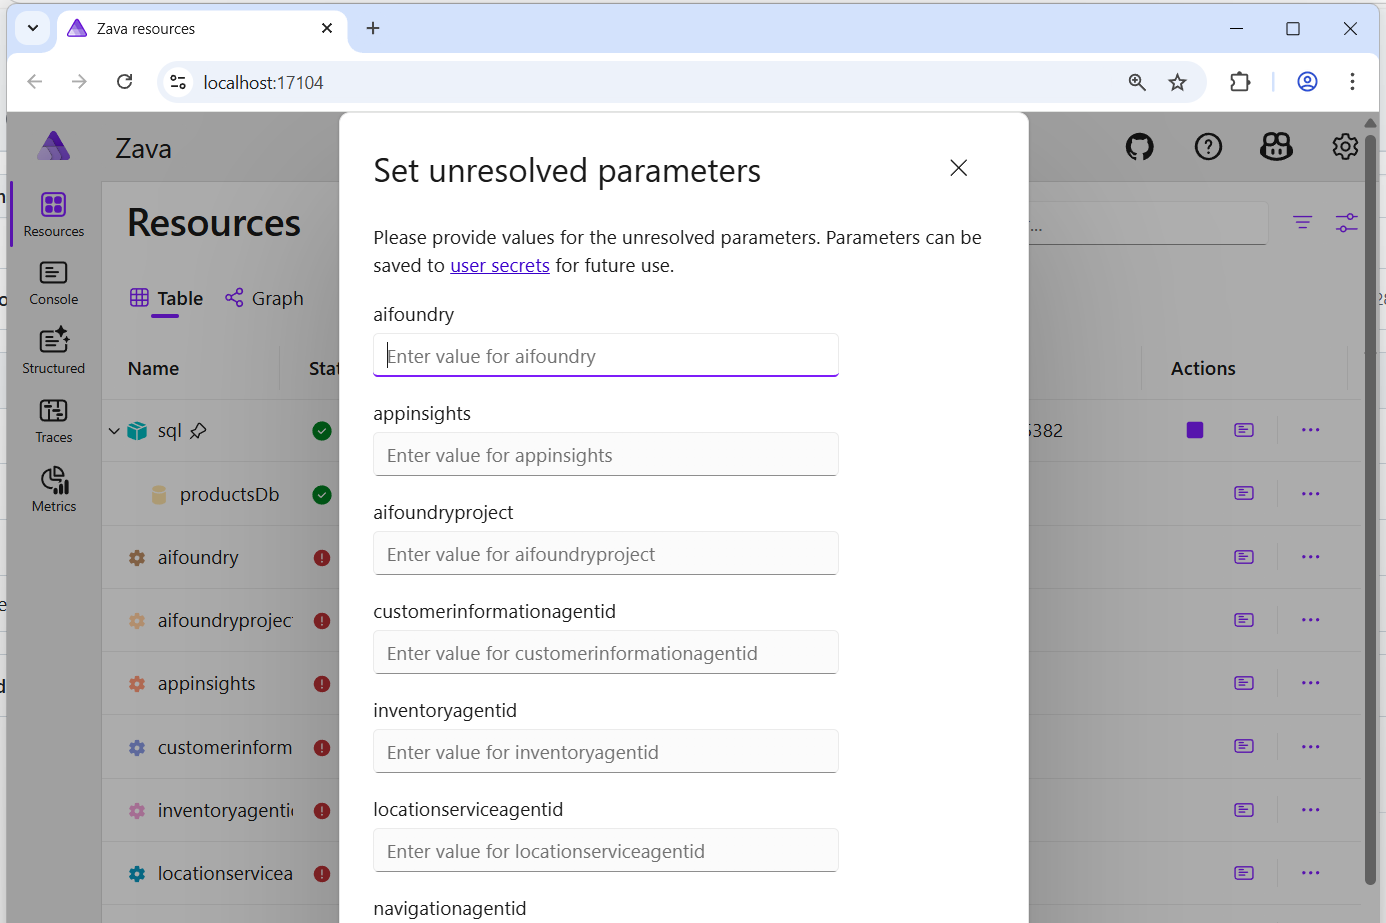 Zava resources
localhost:17104
Zava
Set unresolved parameters
Please provide values for the unresolved parameters. Parameters can be
saved to user secrets for future use.
Resources
Console
Structured
Traces
Metrics
Resources
Table
Graph
Name
Stat
Actions
sql
5382
productsDb
aifoundry
aifoundryprojec
appinsights
customerinform
inventoryagenti
locationservicea
aifoundry
Enter value for aifoundry
appinsights
Enter value for appinsights
aifoundryproject
Enter value for aifoundryproject
customerinformationagentid
Enter value for customerinformationagentid
inventoryagentid
Enter value for inventoryagentid
locationserviceagentid
Enter value for locationserviceagentid
navigationagentid